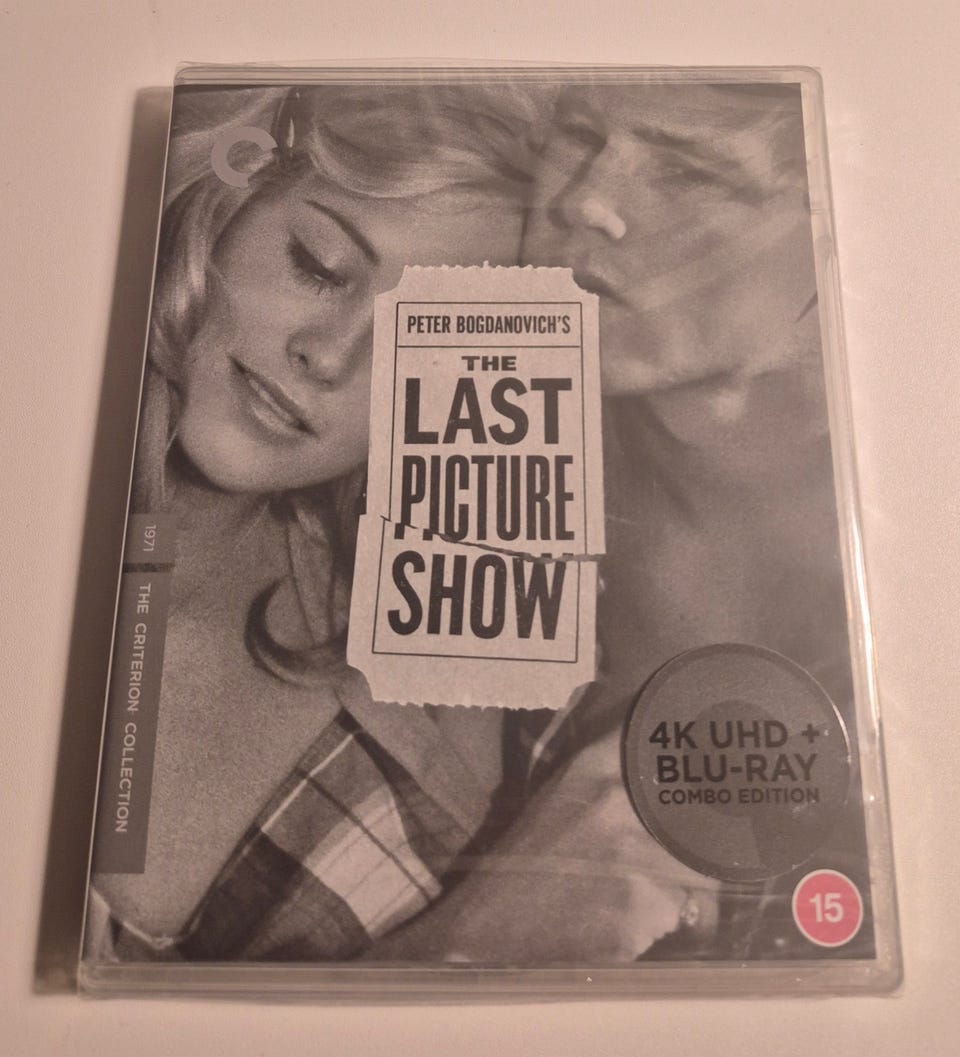 PETER BOGDANOVICH'S
THE
LAST
PICTURE
SHOW
1971 THE CRITERION COLLECTION
4K UHD +
BLU-RAY
COMBO EDITION
15